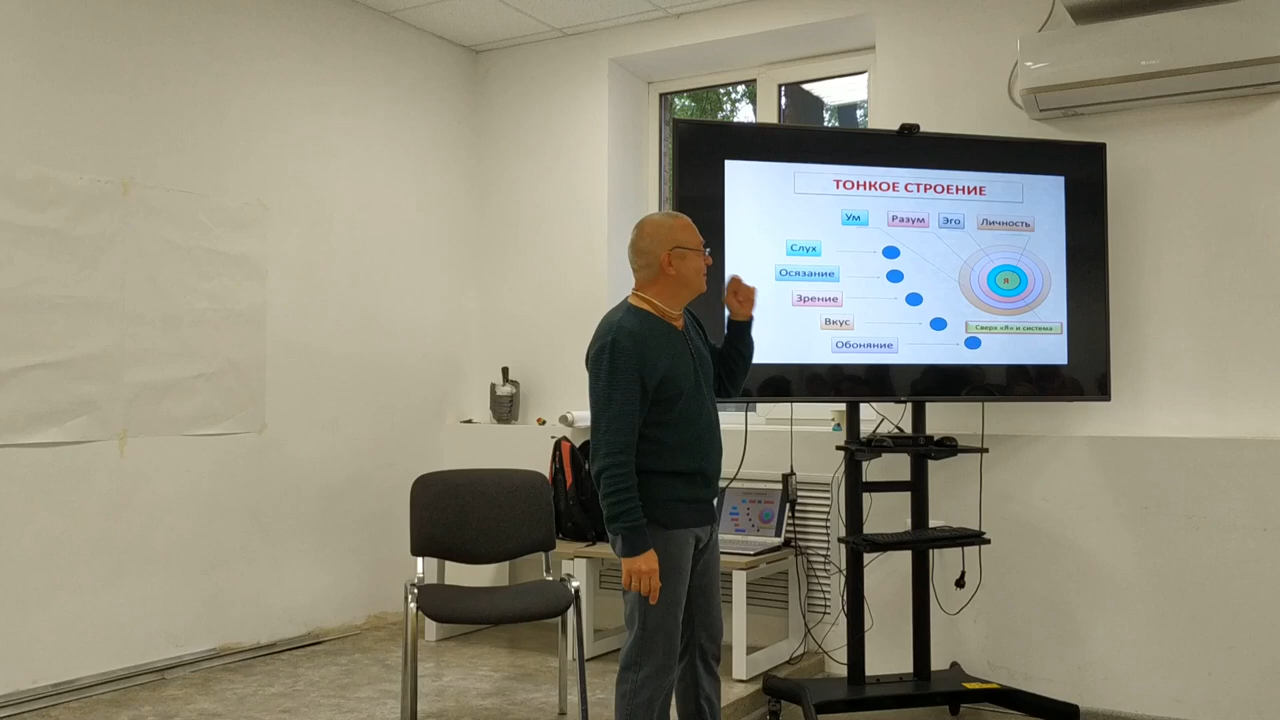 ТОНКОЕ СТРОЕНИЕ
Ум Разум Эго Личность
Слух
Осязание
Зрение
Вкус
Обоняние
Я
Сверх «Я» и система